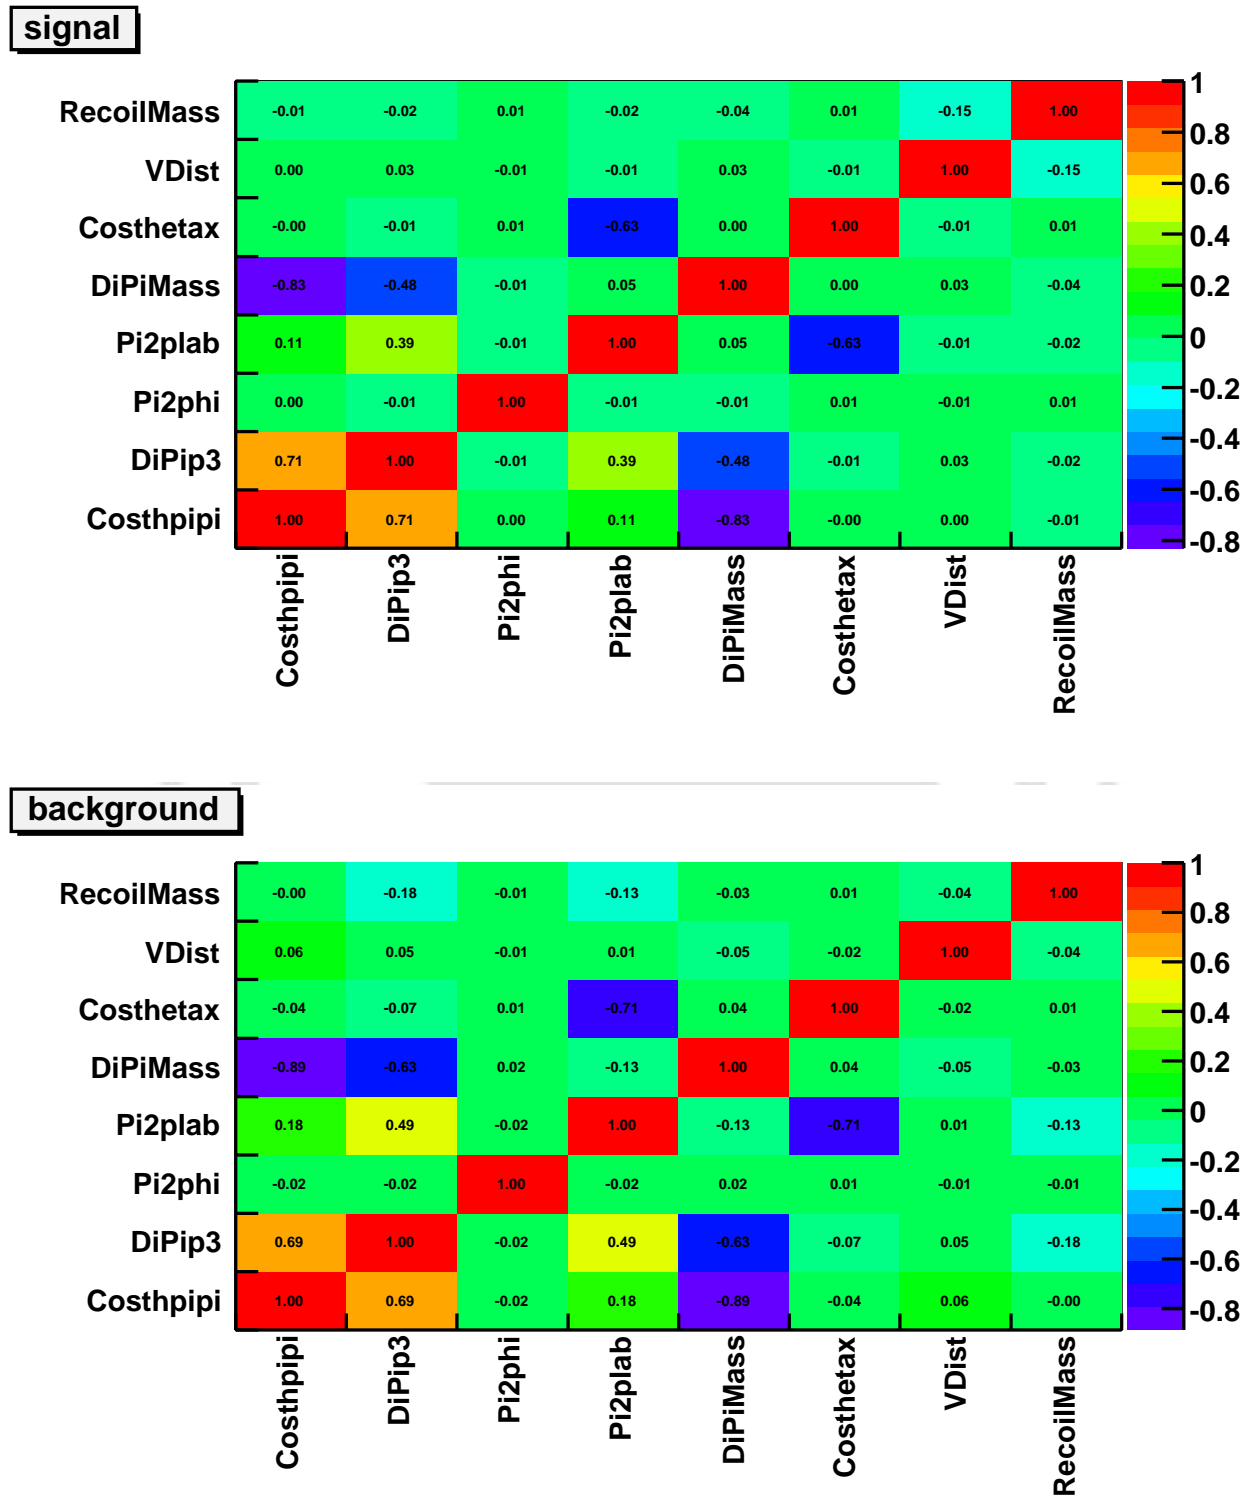 signal
RecoilMass -0.01 -0.02 0.01 -0.02 -0.04 0.01 -0.15 1.00
VDist 0.00 0.03 -0.01 -0.01 0.03 -0.01 1.00 -0.15
Costhetax -0.00 -0.01 0.01 -0.63 0.00 1.00 -0.01 0.01
DiPiMass -0.83 -0.48 -0.01 0.05 1.00 0.00 0.03 -0.04
Pi2plab 0.11 0.39 -0.01 1.00 0.05 -0.63 -0.01 -0.02
Pi2phi 0.00 -0.01 1.00 -0.01 -0.01 0.01 -0.01 0.01
DiPip3 0.71 1.00 -0.01 0.39 -0.48 -0.01 0.03 -0.02
Costhpipi 1.00 0.71 0.00 0.11 -0.83 -0.00 0.00 -0.01
Costhpipi DiPip3 Pi2phi Pi2plab DiPiMass Costhetax VDist RecoilMass
1
0.8
0.6
0.4
0.2
0
-0.2
-0.4
-0.6
-0.8
background
RecoilMass -0.00 -0.18 -0.01 -0.13 -0.03 0.01 -0.04 1.00
VDist 0.06 0.05 -0.01 0.01 -0.05 -0.02 1.00 -0.04
Costhetax -0.04 -0.07 0.01 -0.71 0.04 1.00 -0.02 0.01
DiPiMass -0.89 -0.63 0.02 -0.13 1.00 0.04 -0.05 -0.03
Pi2plab 0.18 0.49 -0.02 1.00 -0.13 -0.71 0.01 -0.13
Pi2phi -0.02 -0.02 1.00 -0.02 0.02 0.01 -0.01 -0.01
DiPip3 0.69 1.00 -0.02 0.49 -0.63 -0.07 0.05 -0.18
Costhpipi 1.00 0.69 -0.02 0.18 -0.89 -0.04 0.06 -0.00
Costhpipi DiPip3 Pi2phi Pi2plab DiPiMass Costhetax VDist RecoilMass
1
0.8
0.6
0.4
0.2
0
-0.2
-0.4
-0.6
-0.8